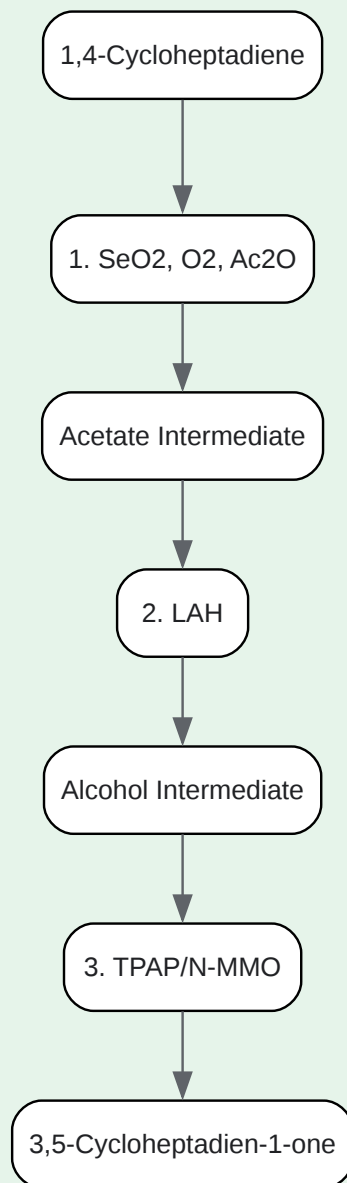 1,4-Cycloheptadiene
1. SeO2, O2, Ac2O
Acetate Intermediate
2. LAH
Alcohol Intermediate
3. TPAP/N-MMO
3,5-Cycloheptadien-1-one